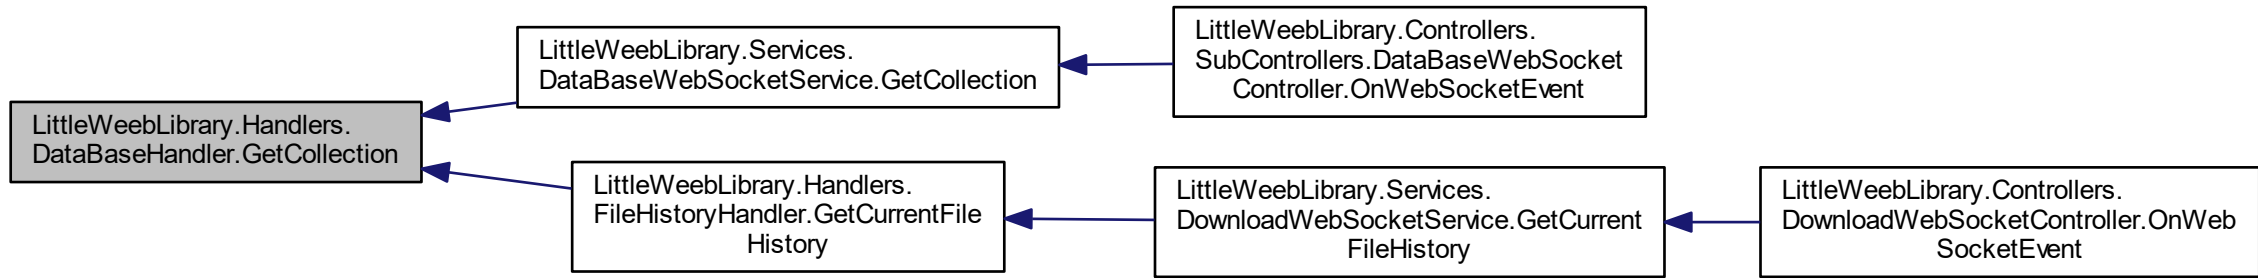 LittleWeebLibrary.Handlers.
DataBaseHandler.GetCollection
LittleWeebLibrary.Services.
DataBaseWebSocketService.GetCollection
LittleWeebLibrary.Controllers.
SubControllers.DataBaseWebSocket
Controller.OnWebSocketEvent
LittleWeebLibrary.Handlers.
FileHistoryHandler.GetCurrentFile
History
LittleWeebLibrary.Services.
DownloadWebSocketService.GetCurrent
FileHistory
LittleWeebLibrary.Controllers.
DownloadWebSocketController.OnWeb
SocketEvent